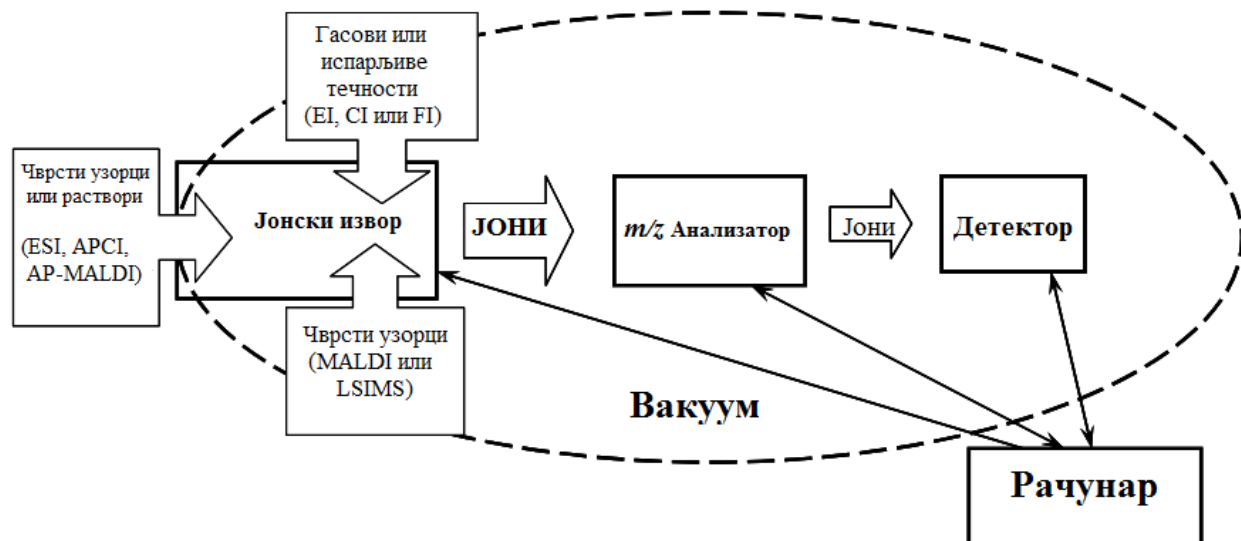 Гасови или
испарљиве
течности
(EI, CI или FI)
Чврсти узорци
или раствори
(ESI, APCI,
AP-MALDI)
Јонски извор
ЈОНИ
m/z Анализатор
Јони
Детектор
Чврсти узорци
(MALDI или
LSIMS)
Вакуум
Рачунар